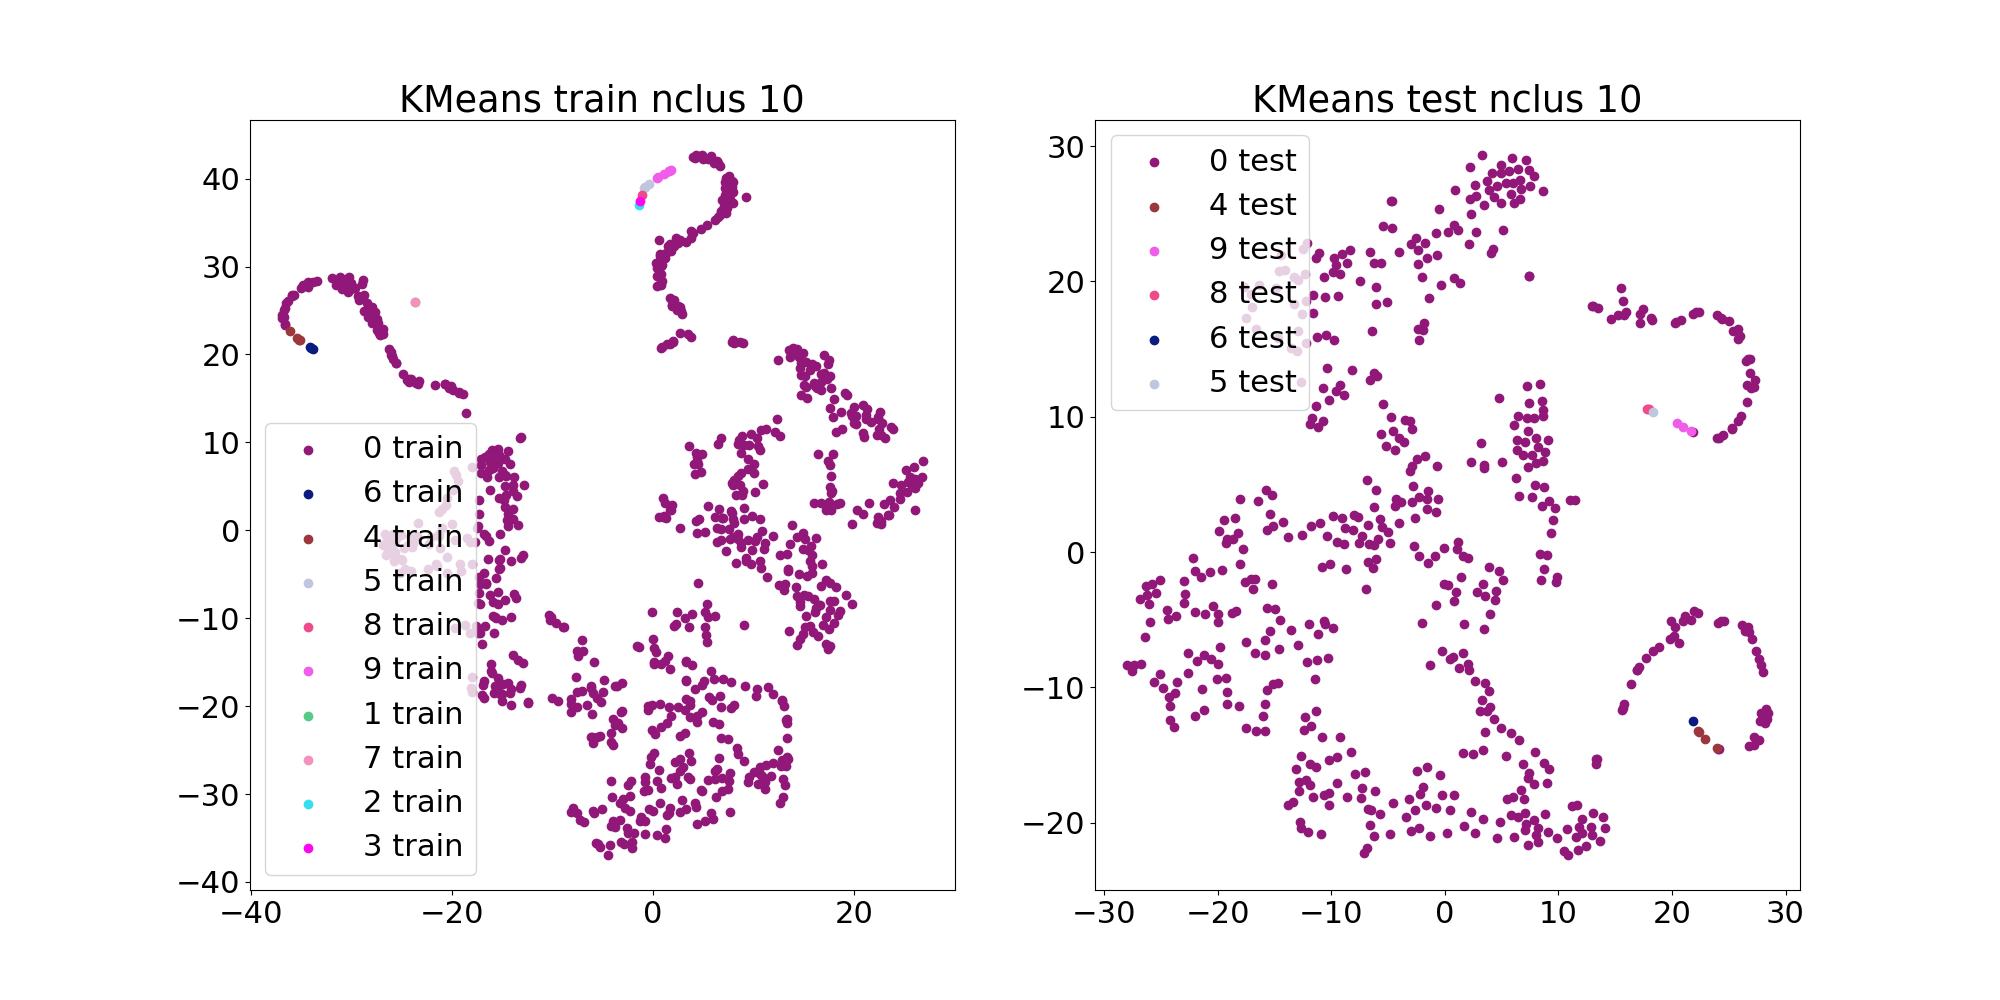 KMeans train nclus 10
40
30
20
10
0
−10
−20
−30
−40
−40
−20
0
20
0 train
6 train
4 train
5 train
8 train
9 train
1 train
7 train
2 train
3 train
KMeans test nclus 10
30
20
10
0
−10
−20
−30
−20
−10
0
10
20
30
0 test
4 test
9 test
8 test
6 test
5 test